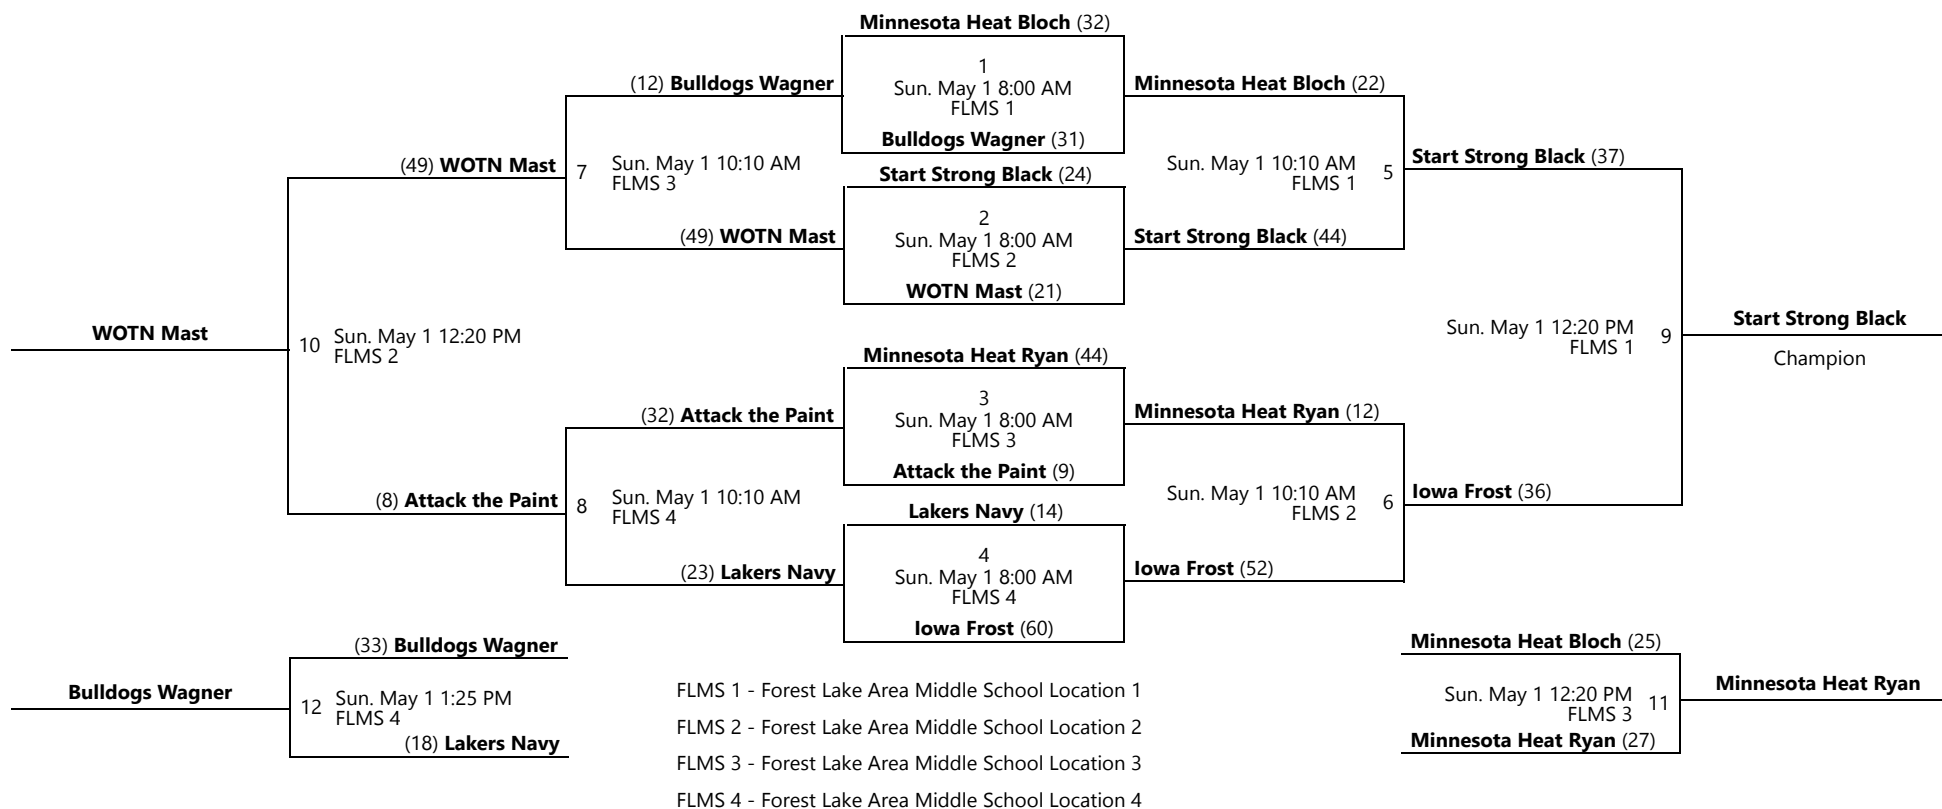 Minnesota Heat Bloch (32)
1
Sun. May 1 8:00 AM
FLMS 1
Bulldogs Wagner (31)
Start Strong Black (24)
2
Sun. May 1 8:00 AM
FLMS 2
WOTN Mast (21)
Minnesota Heat Ryan (44)
3
Sun. May 1 8:00 AM
FLMS 3
Attack the Paint (9)
Lakers Navy (14)
4
Sun. May 1 8:00 AM
FLMS 4
Iowa Frost (60)
Minnesota Heat Bloch (22)
Sun. May 1 10:10 AM
FLMS 1
5
Start Strong Black (44)
Minnesota Heat Ryan (12)
Sun. May 1 10:10 AM
FLMS 2
6
Iowa Frost (52)
Start Strong Black (37)
Sun. May 1 12:20 PM
FLMS 1
9
Iowa Frost (36)
Start Strong Black
Champion
(12) Bulldogs Wagner
7
Sun. May 1 10:10 AM
FLMS 3
(49) WOTN Mast
(32) Attack the Paint
8
Sun. May 1 10:10 AM
FLMS 4
(23) Lakers Navy
(49) WOTN Mast
10
Sun. May 1 12:20 PM
FLMS 2
(8) Attack the Paint
WOTN Mast
(33) Bulldogs Wagner
12
Sun. May 1 1:25 PM
FLMS 4
(18) Lakers Navy
Bulldogs Wagner
Minnesota Heat Bloch (25)
Sun. May 1 12:20 PM
FLMS 3
11
Minnesota Heat Ryan (27)
Minnesota Heat Ryan
FLMS 1 - Forest Lake Area Middle School Location 1
FLMS 2 - Forest Lake Area Middle School Location 2
FLMS 3 - Forest Lake Area Middle School Location 3
FLMS 4 - Forest Lake Area Middle School Location 4